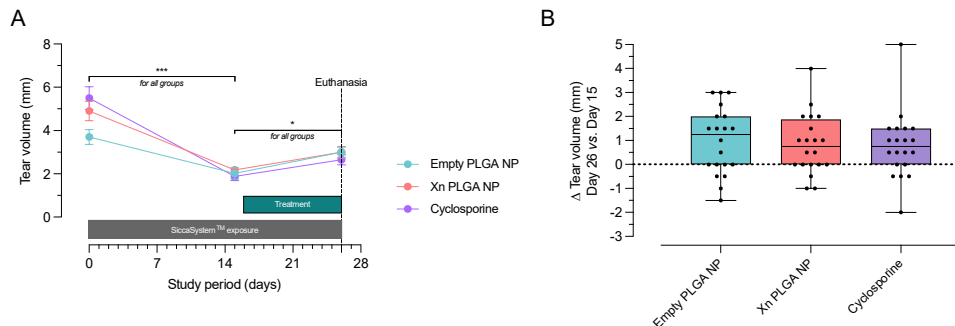 A
8
6
4
2
0
Tear volume (mm)
***
for all groups
*
for all groups
Euthanasia
Treatment
SiccaSystem™ exposure
0 7 14 21 28
Study period (days)
Empty PLGA NP
Xn PLGA NP
Cyclosporine
B
5
4
3
2
1
0
-1
-2
-3
Δ Tear volume (mm)
Day 26 vs. Day 15
Empty PLGA NP
Xn PLGA NP
Cyclosporine